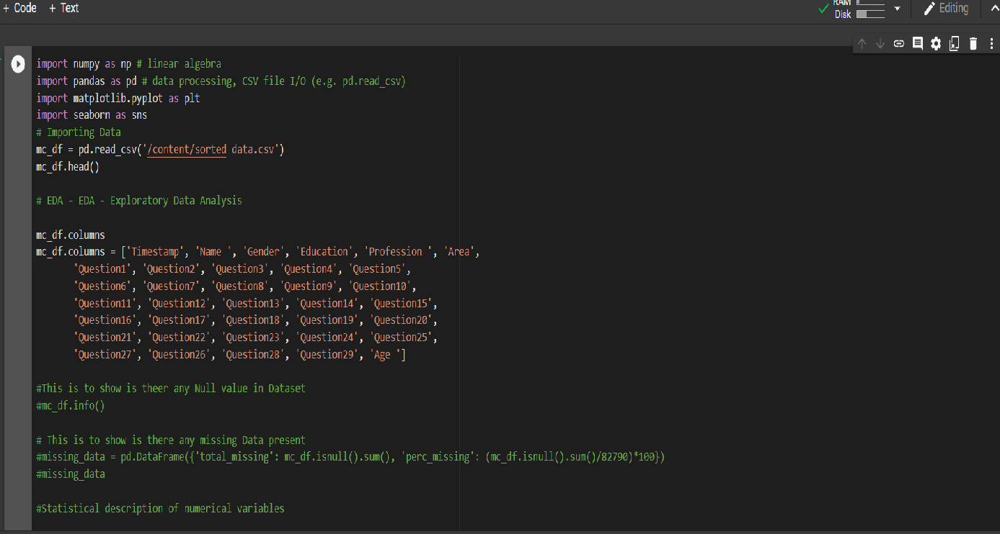 + Code + Text
RAM
Disk
Editing
import numpy as np # linear algebra
import pandas as pd # data processing, CSV file I/O (e.g. pd.read_csv)
import matplotlib.pyplot as plt
import seaborn as sns
# Importing Data
mc_df = pd.read_csv('/content/sorted data.csv')
mc_df.head()
# EDA - EDA - Exploratory Data Analysis
mc_df.columns
mc_df.columns = ['Timestamp', 'Name ', 'Gender', 'Education', 'Profession ', 'Area',
'Question1', 'Question2', 'Question3', 'Question4', 'Question5',
'Question6', 'Question7', 'Question8', 'Question9', 'Question10',
'Question11', 'Question12', 'Question13', 'Question14', 'Question15',
'Question16', 'Question17', 'Question18', 'Question19', 'Question20',
'Question21', 'Question22', 'Question23', 'Question24', 'Question25',
'Question27', 'Question26', 'Question28', 'Question29', 'Age ']
#This is to show is theer any Null value in Dataset
#mc_df.info()
# This is to show is there any missing Data present
#missing_data = pd.DataFrame({'total_missing': mc_df.isnull().sum(), 'perc_missing': (mc_df.isnull().sum()/82790)*100})
#missing_data
#Statistical description of numerical variables